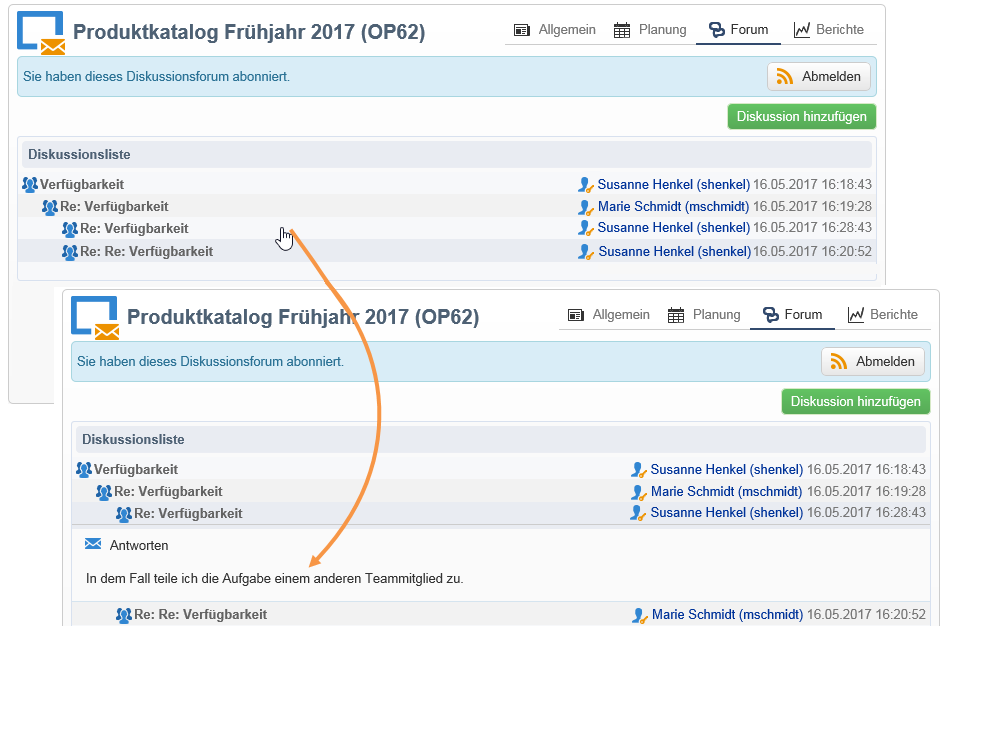 Produktkatalog Frühjahr 2017 (OP62)
Allgemein Planung Forum Berichte
Sie haben dieses Diskussionsforum abonniert. Abmelden
Diskussion hinzufügen
Diskussionsliste
Verfügbarkeit Susanne Henkel (shenkel) 16.05.2017 16:18:43
Re: Verfügbarkeit Marie Schmidt (mschmidt) 16.05.2017 16:19:28
Re: Verfügbarkeit Susanne Henkel (shenkel) 16.05.2017 16:28:43
Re: Re: Verfügbarkeit Susanne Henkel (shenkel) 16.05.2017 16:20:52
Produktkatalog Frühjahr 2017 (OP62)
Allgemein Planung Forum Berichte
Sie haben dieses Diskussionsforum abonniert. Abmelden
Diskussion hinzufügen
Diskussionsliste
Verfügbarkeit Susanne Henkel (shenkel) 16.05.2017 16:18:43
Re: Verfügbarkeit Marie Schmidt (mschmidt) 16.05.2017 16:19:28
Re: Verfügbarkeit Susanne Henkel (shenkel) 16.05.2017 16:28:43
Antworten
In dem Fall teile ich die Aufgabe einem anderen Teammitglied zu.
Re: Re: Verfügbarkeit Marie Schmidt (mschmidt) 16.05.2017 16:20:52